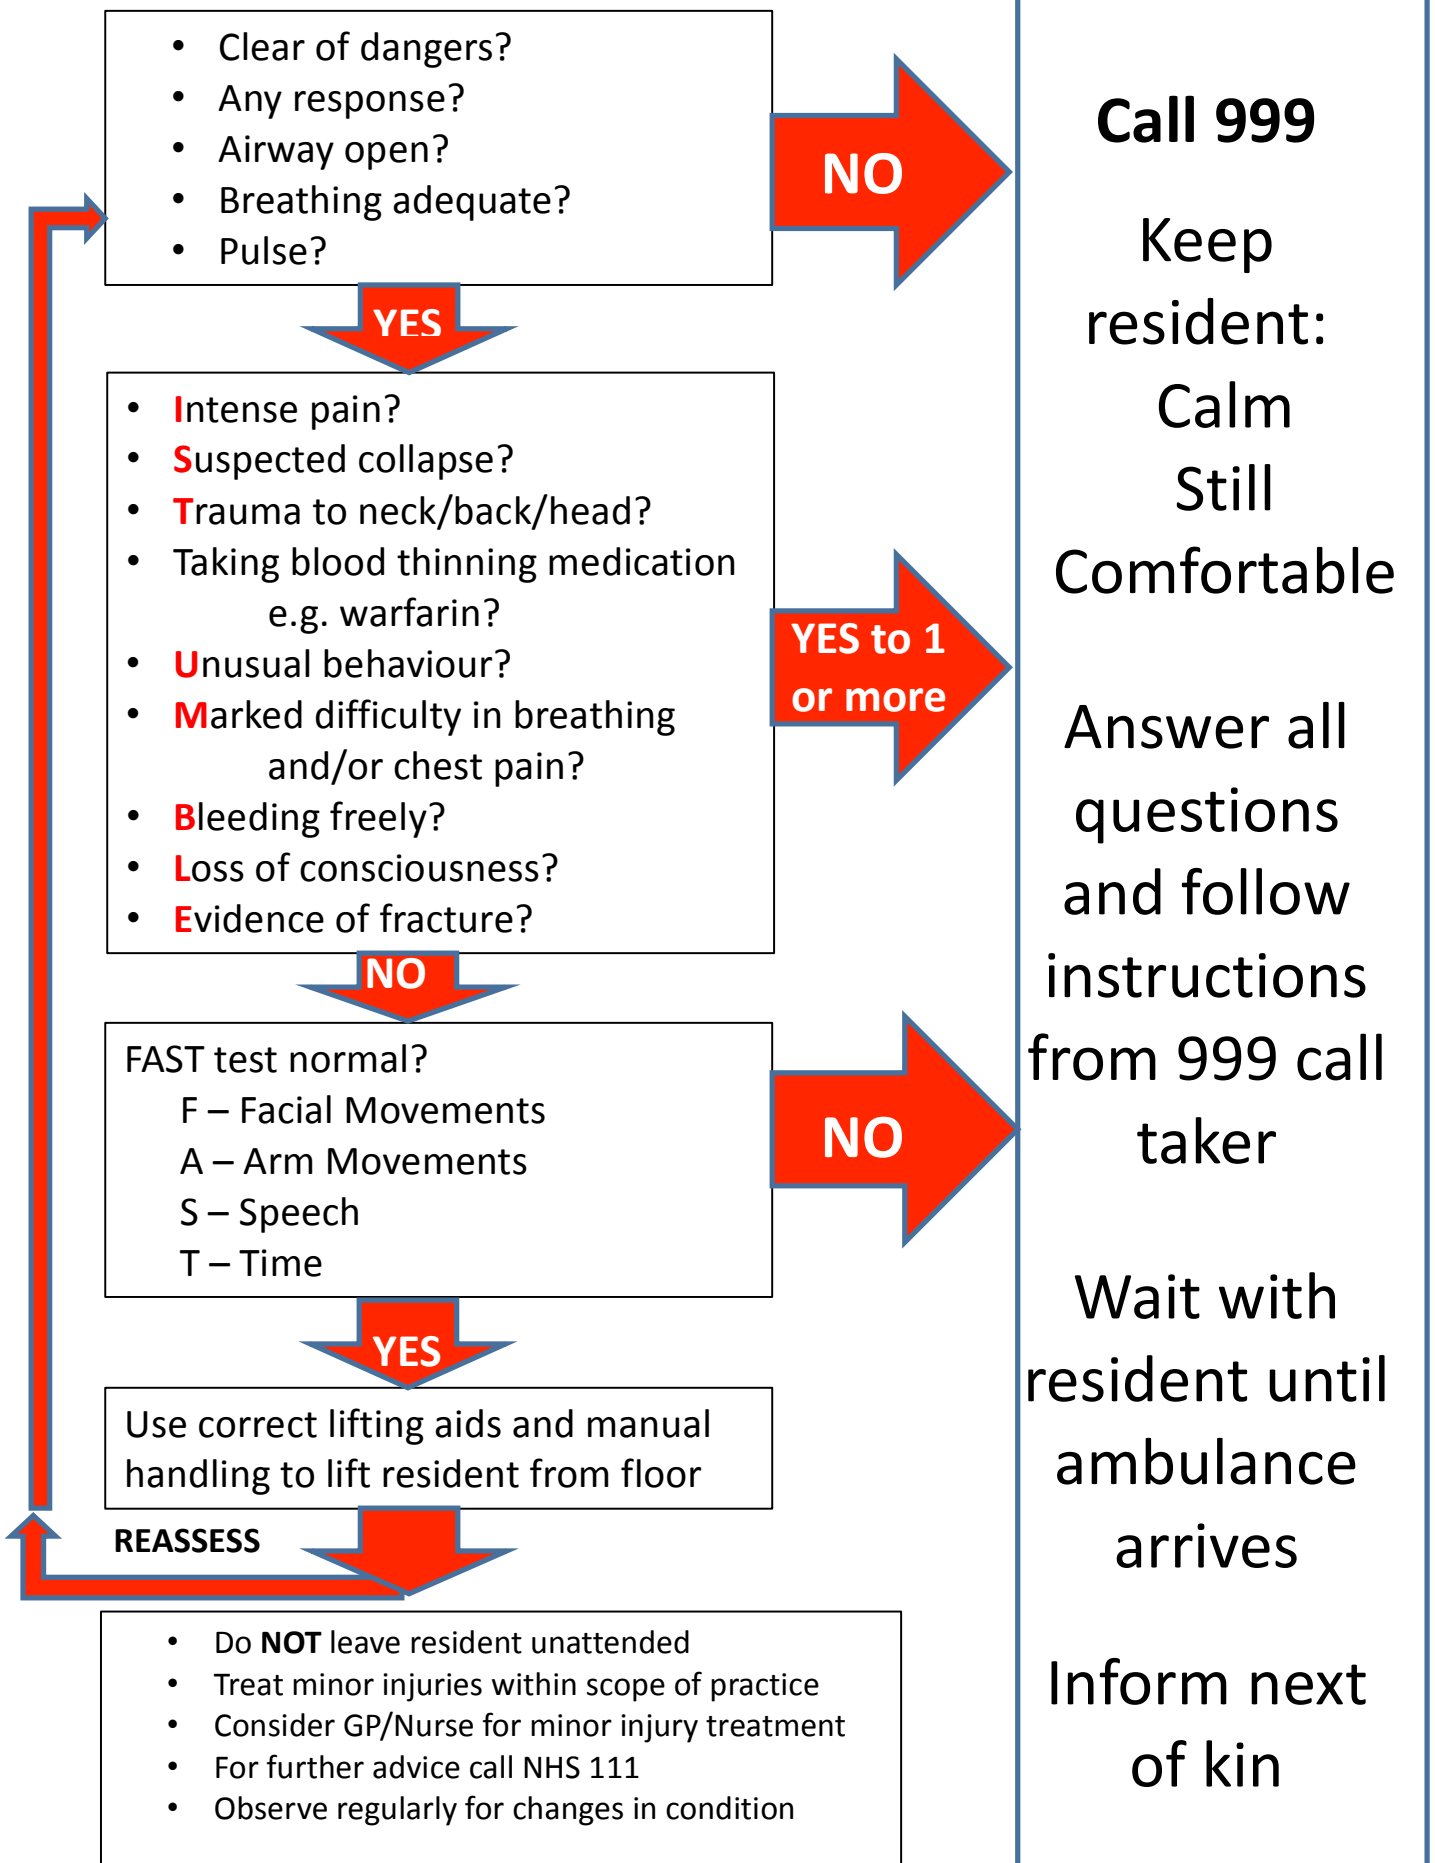 • Clear of dangers?
• Any response?
• Airway open?
• Breathing adequate?
• Pulse?
NO
YES
• Intense pain?
• Suspected collapse?
• Trauma to neck/back/head?
• Taking blood thinning medication
e.g. warfarin?
• Unusual behaviour?
• Marked difficulty in breathing
and/or chest pain?
• Bleeding freely?
• Loss of consciousness?
• Evidence of fracture?
YES to 1
or more
NO
FAST test normal?
F – Facial Movements
A – Arm Movements
S – Speech
T – Time
NO
YES
Use correct lifting aids and manual
handling to lift resident from floor
REASSESS
• Do NOT leave resident unattended
• Treat minor injuries within scope of practice
• Consider GP/Nurse for minor injury treatment
• For further advice call NHS 111
• Observe regularly for changes in condition
Call 999
Keep
resident:
Calm
Still
Comfortable
Answer all
questions
and follow
instructions
from 999 call
taker
Wait with
resident until
ambulance
arrives
Inform next
of kin